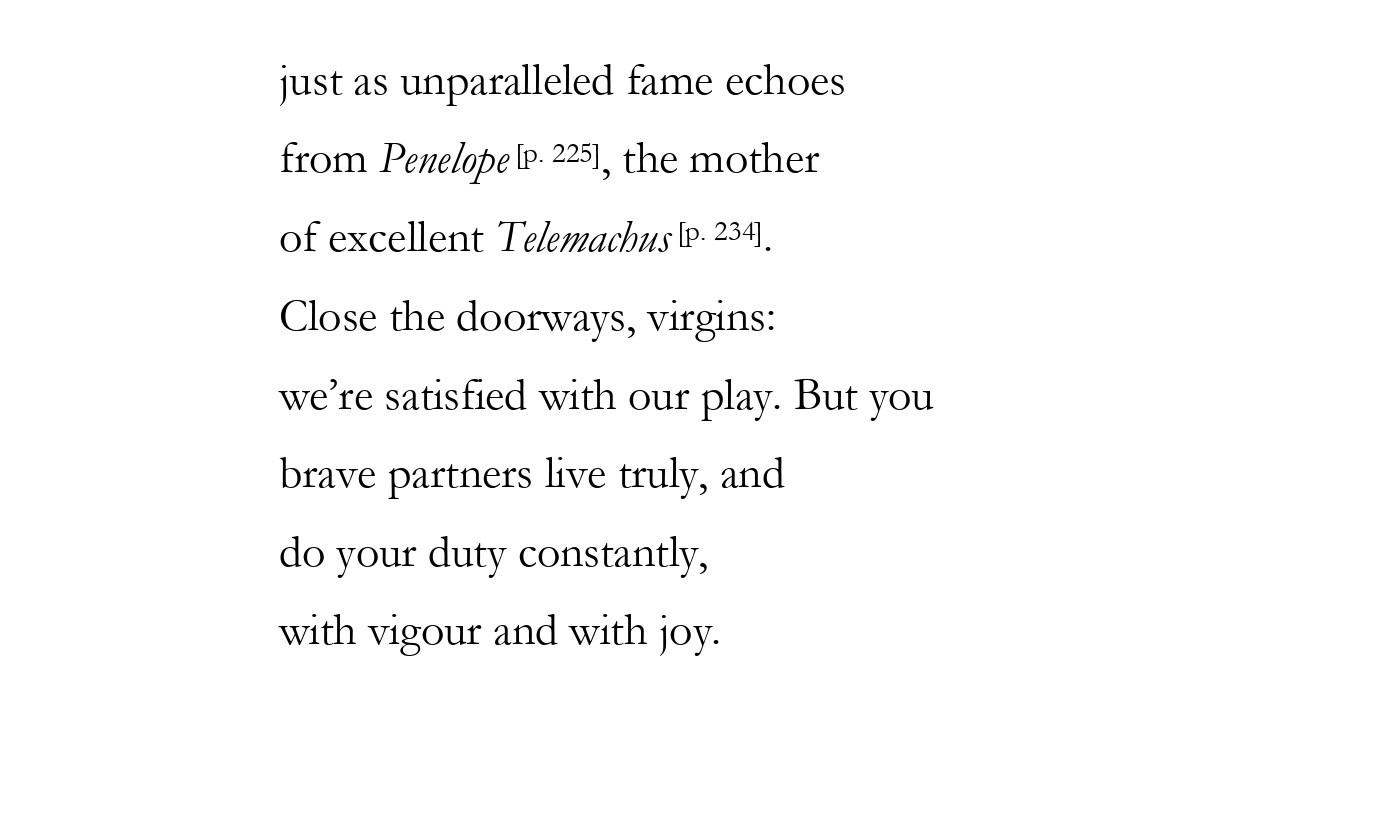 just as unparalleled fame echoes
from Penelope [p. 225], the mother
of excellent Telemachus [p. 234].
Close the doorways, virgins:
we’re satisfied with our play. But you
brave partners live truly, and
do your duty constantly,
with vigour and with joy.